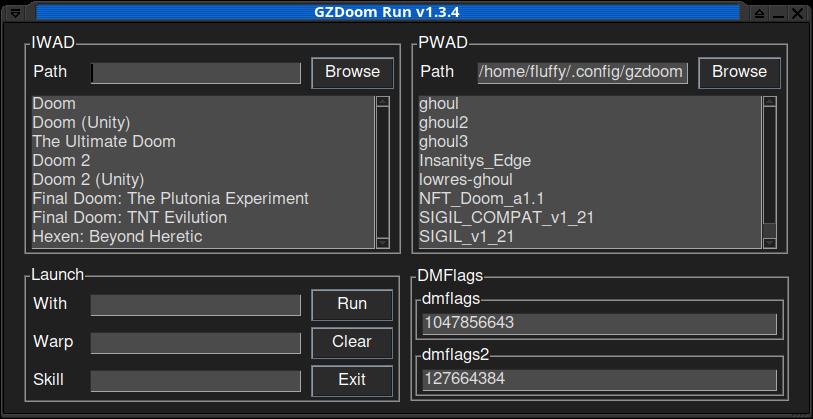 GZDoom Run v1.3.4
IWAD
Path
Browse
Doom
Doom (Unity)
The Ultimate Doom
Doom 2
Doom 2 (Unity)
Final Doom: The Plutonia Experiment
Final Doom: TNT Evilution
Hexen: Beyond Heretic
PWAD
Path
/home/fluffy/.config/gzdoom
Browse
ghoul
ghoul2
ghoul3
Insanitys_Edge
lowres-ghoul
NFT_Doom_a1.1
SIGIL_COMPAT_v1_21
SIGIL_v1_21
Launch
With
Run
Warp
Clear
Skill
Exit
DMFlags
dmflags
1047856643
dmflags2
127664384